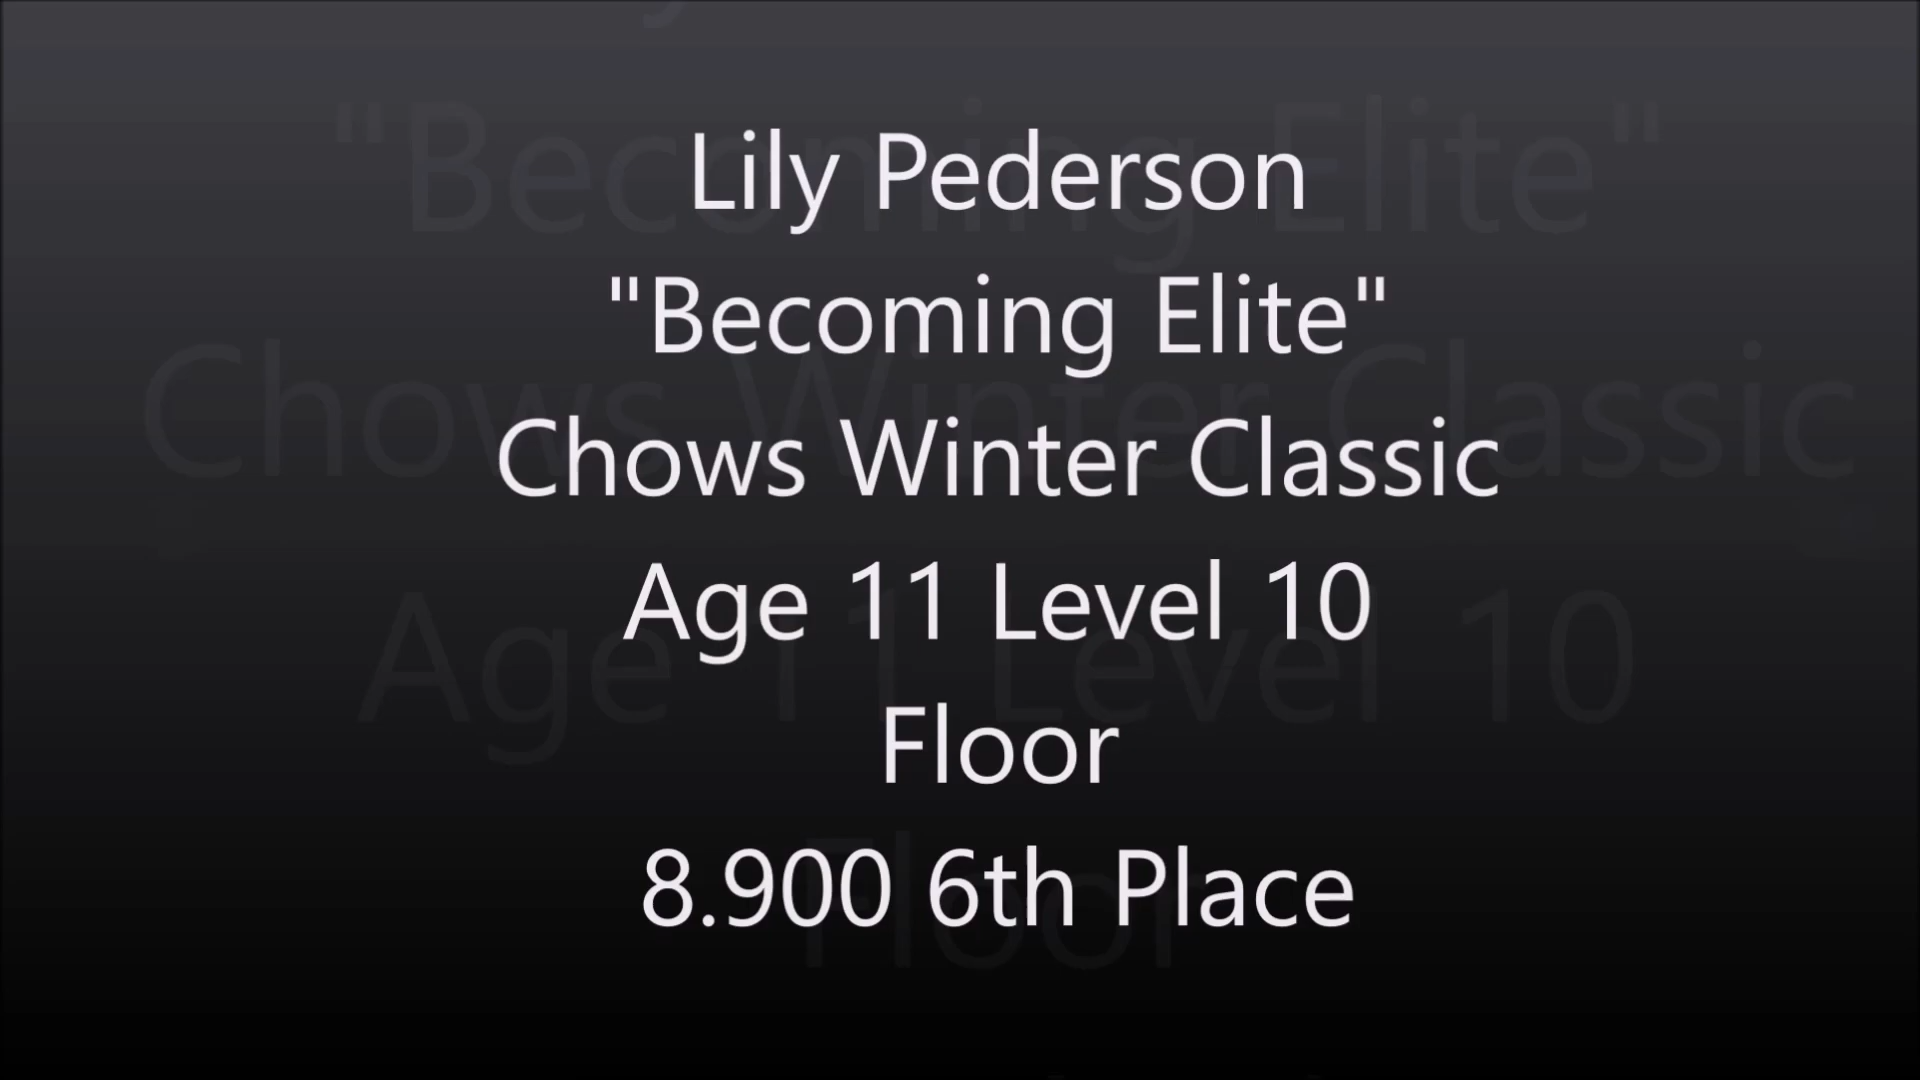 Lily Pederson
"Becoming Elite"
Chows Winter Classic
Age 11 Level 10
Floor
8.900 6th Place